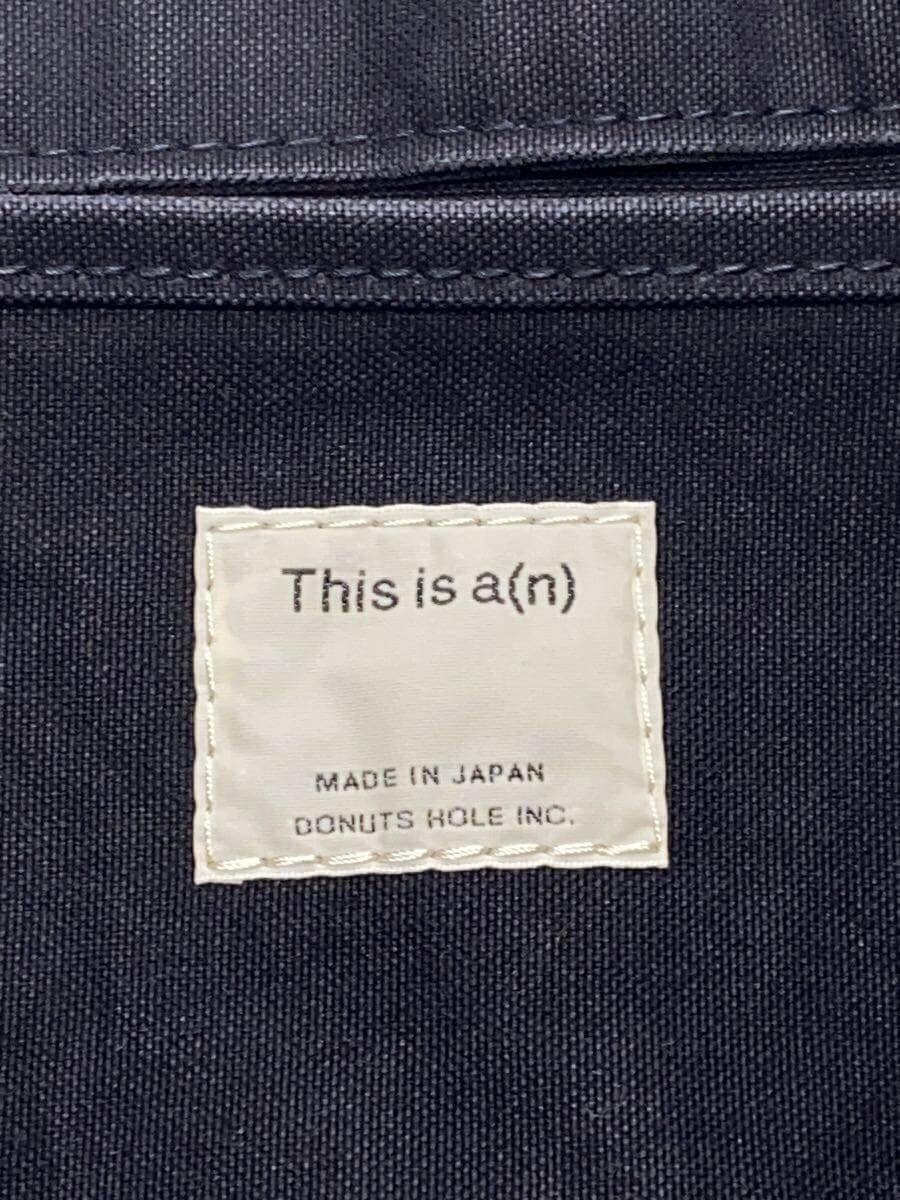 This is a(n)
MADE IN JAPAN
DONUTS HOLE INC.